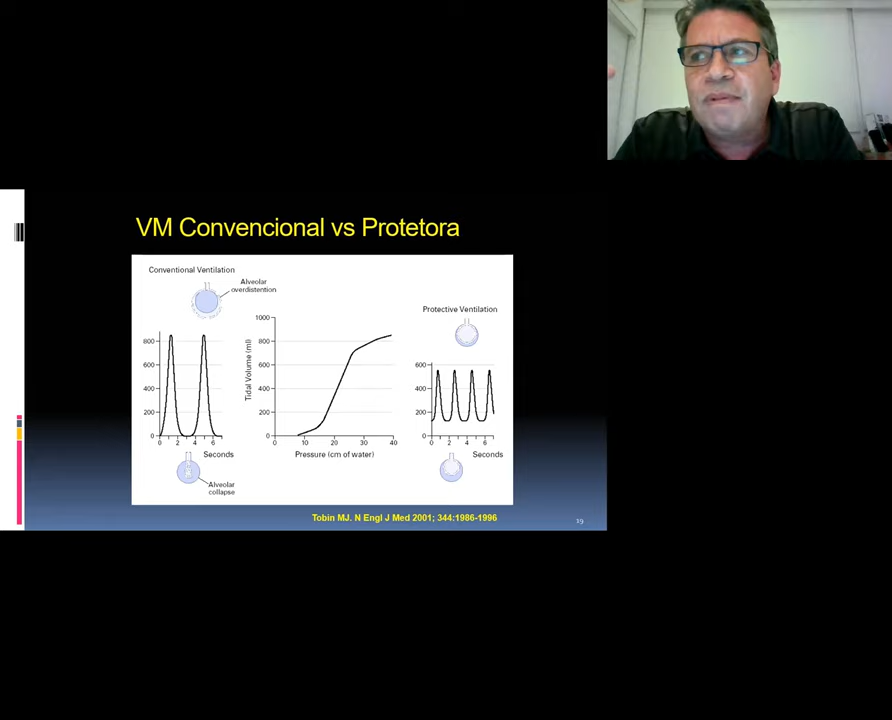 VM Convencional vs Protetora
Conventional Ventilation
Alveolar
overdistention
800
600
400
200
0
0 2 4 6
Seconds
Alveolar
collapse
Tidal Volume (ml)
1000
800
600
400
200
0
0 10 20 30 40
Pressure (cm of water)
Protective Ventilation
600
400
200
0
0 2 4 6
Seconds
Tobin MJ. N Engl J Med 2001; 344:1986-1996
19